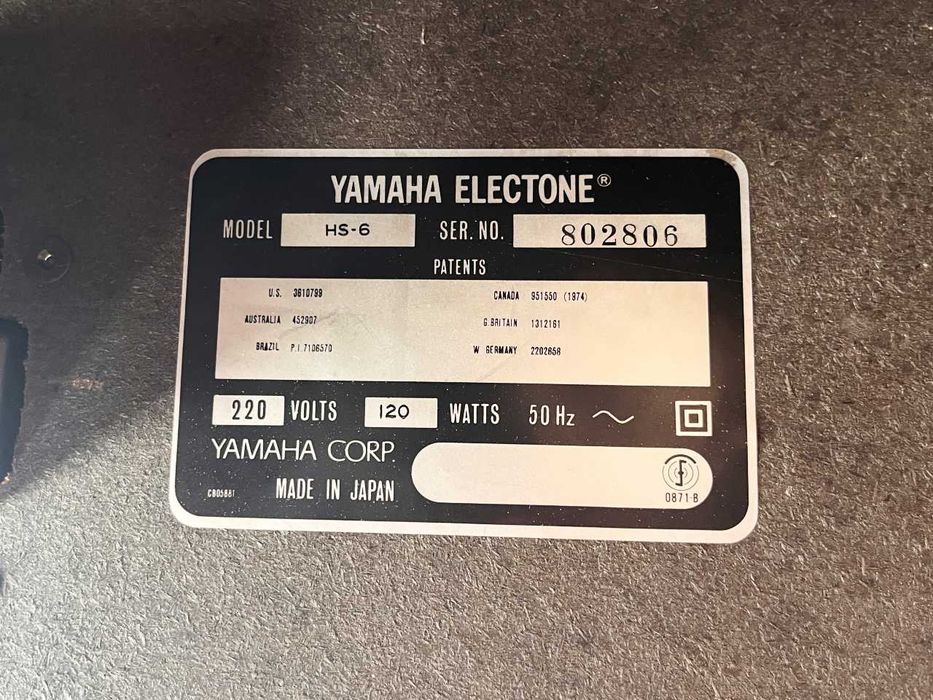 YAMAHA ELECTONE®
MODEL HS-6 SER. NO. 802806
PATENTS
U.S. 3610799 CANADA 951550 (1974)
AUSTRALIA 452907 G.BRITAIN 1312161
BRAZIL P.I.7106570 W GERMANY 2202658
220 VOLTS 120 WATTS 50 Hz
YAMAHA CORP.
CB05881 MADE IN JAPAN
0871-B